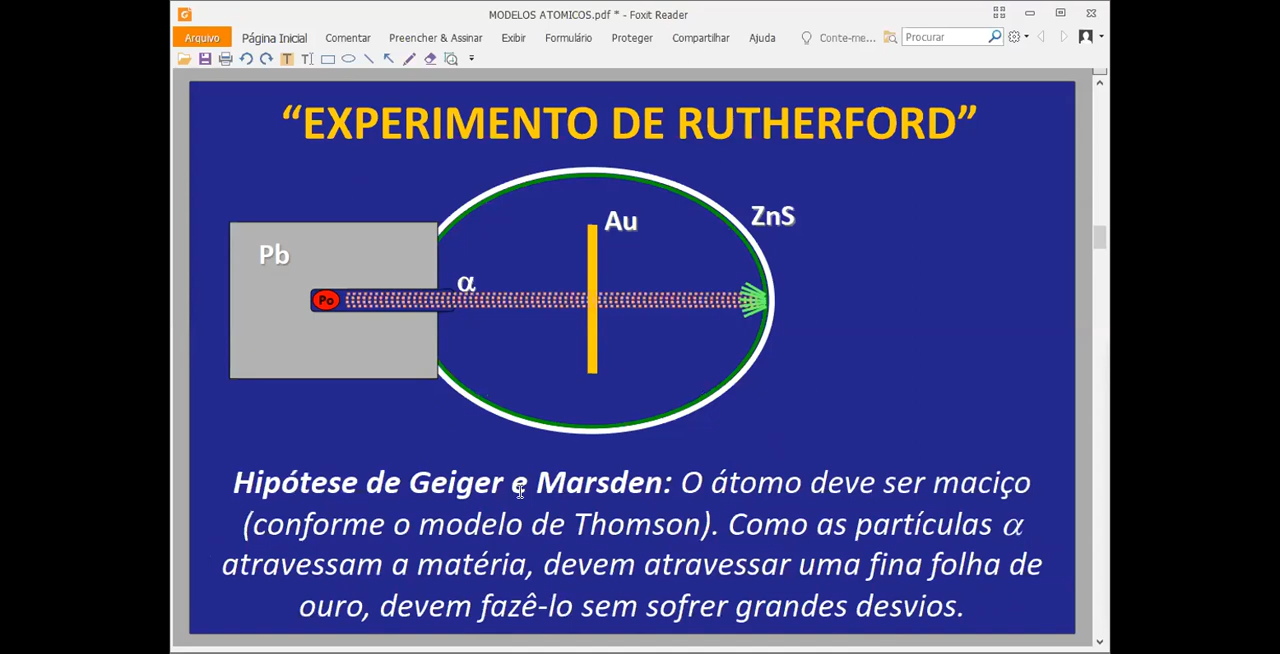 MODELOS ATOMICOS.pdf * - Foxit Reader
Arquivo Página Inicial Comentar Preencher & Assinar Exibir Formulário Proteger Compartilhar Ajuda Conte-me... Procurar
“EXPERIMENTO DE RUTHERFORD”
Au
ZnS
Pb
α
Po
Hipótese de Geiger e Marsden: O átomo deve ser maciço
(conforme o modelo de Thomson). Como as partículas α
atravessam a matéria, devem atravessar uma fina folha de
ouro, devem fazê-lo sem sofrer grandes desvios.